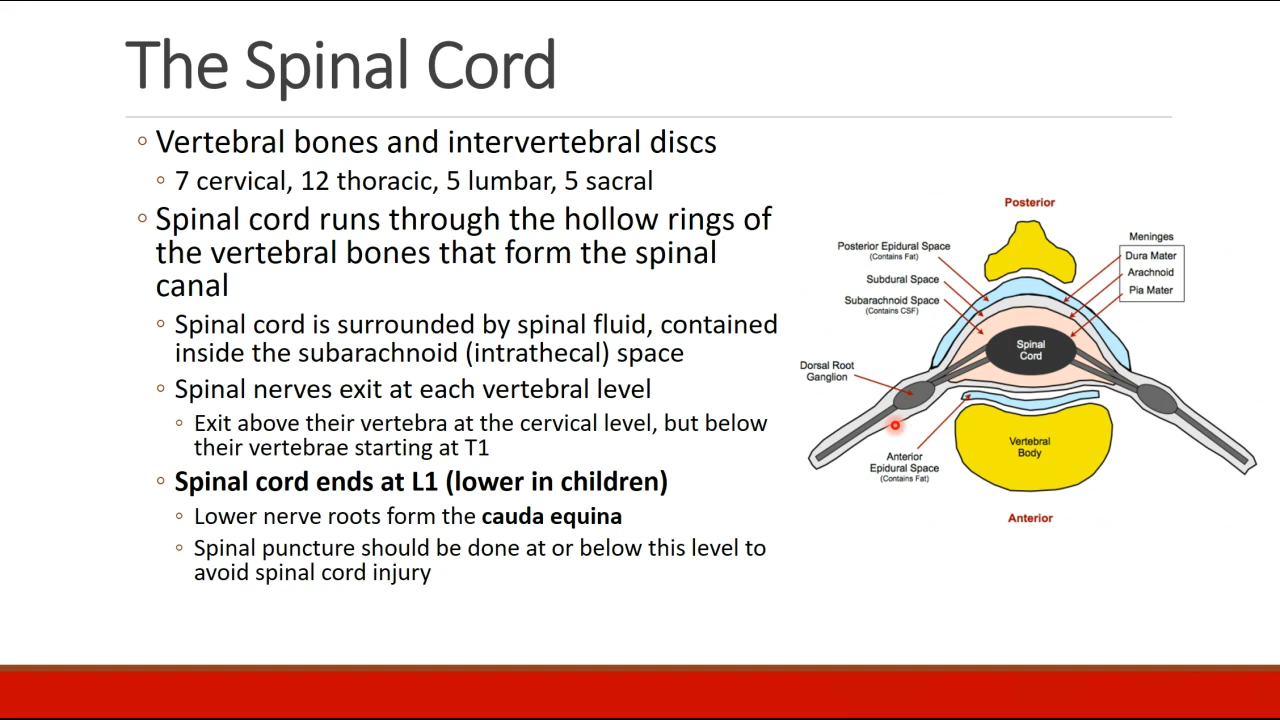 The Spinal Cord
◦ Vertebral bones and intervertebral discs
◦ 7 cervical, 12 thoracic, 5 lumbar, 5 sacral
◦ Spinal cord runs through the hollow rings of
the vertebral bones that form the spinal
canal
◦ Spinal cord is surrounded by spinal fluid, contained
inside the subarachnoid (intrathecal) space
◦ Spinal nerves exit at each vertebral level
◦ Exit above their vertebra at the cervical level, but below
their vertebrae starting at T1
◦ Spinal cord ends at L1 (lower in children)
◦ Lower nerve roots form the cauda equina
◦ Spinal puncture should be done at or below this level to
avoid spinal cord injury
Posterior
Posterior Epidural Space
(Contains Fat)
Subdural Space
Subarachnoid Space
(Contains CSF)
Meninges
Dura Mater
Arachnoid
Pia Mater
Spinal
Cord
Dorsal Root
Ganglion
Anterior
Epidural Space
(Contains Fat)
Vertebral
Body
Anterior